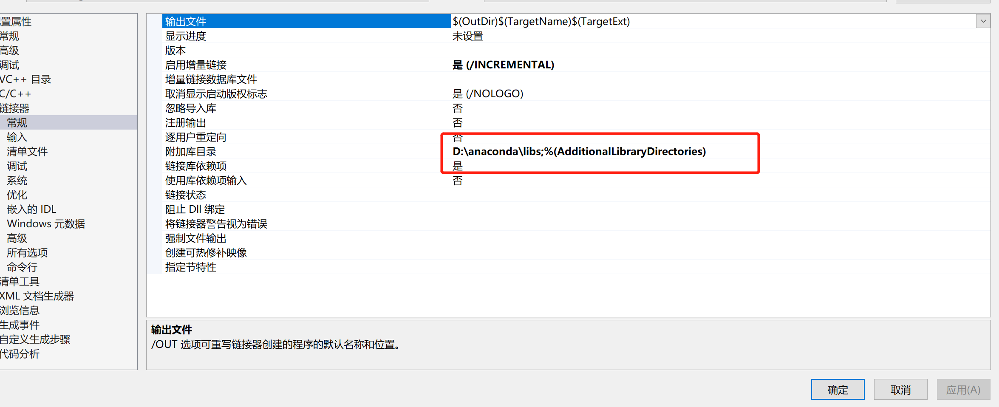 置属性
常规
高级
调试
VC++ 目录
C/C++
链接器
常规
输入
清单文件
调试
系统
优化
嵌入的 IDL
Windows 元数据
高级
所有选项
命令行
清单工具
XML 文档生成器
浏览信息
生成事件
自定义生成步骤
代码分析
输出文件 $(OutDir)$(TargetName)$(TargetExt)
显示进度 未设置
版本
启用增量链接 是 (/INCREMENTAL)
增量链接数据库文件
取消显示启动版权标志 是 (/NOLOGO)
忽略导入库 否
注册输出 否
逐用户重定向 否
附加库目录 D:\anaconda\libs;%(AdditionalLibraryDirectories)
链接库依赖项 是
使用库依赖项输入 否
链接状态
阻止 Dll 绑定
将链接器警告视为错误
强制文件输出
创建可热修补映像
指定节特性
输出文件
/OUT 选项可重写链接器创建的程序的默认名称和位置。
确定 取消 应用(A)